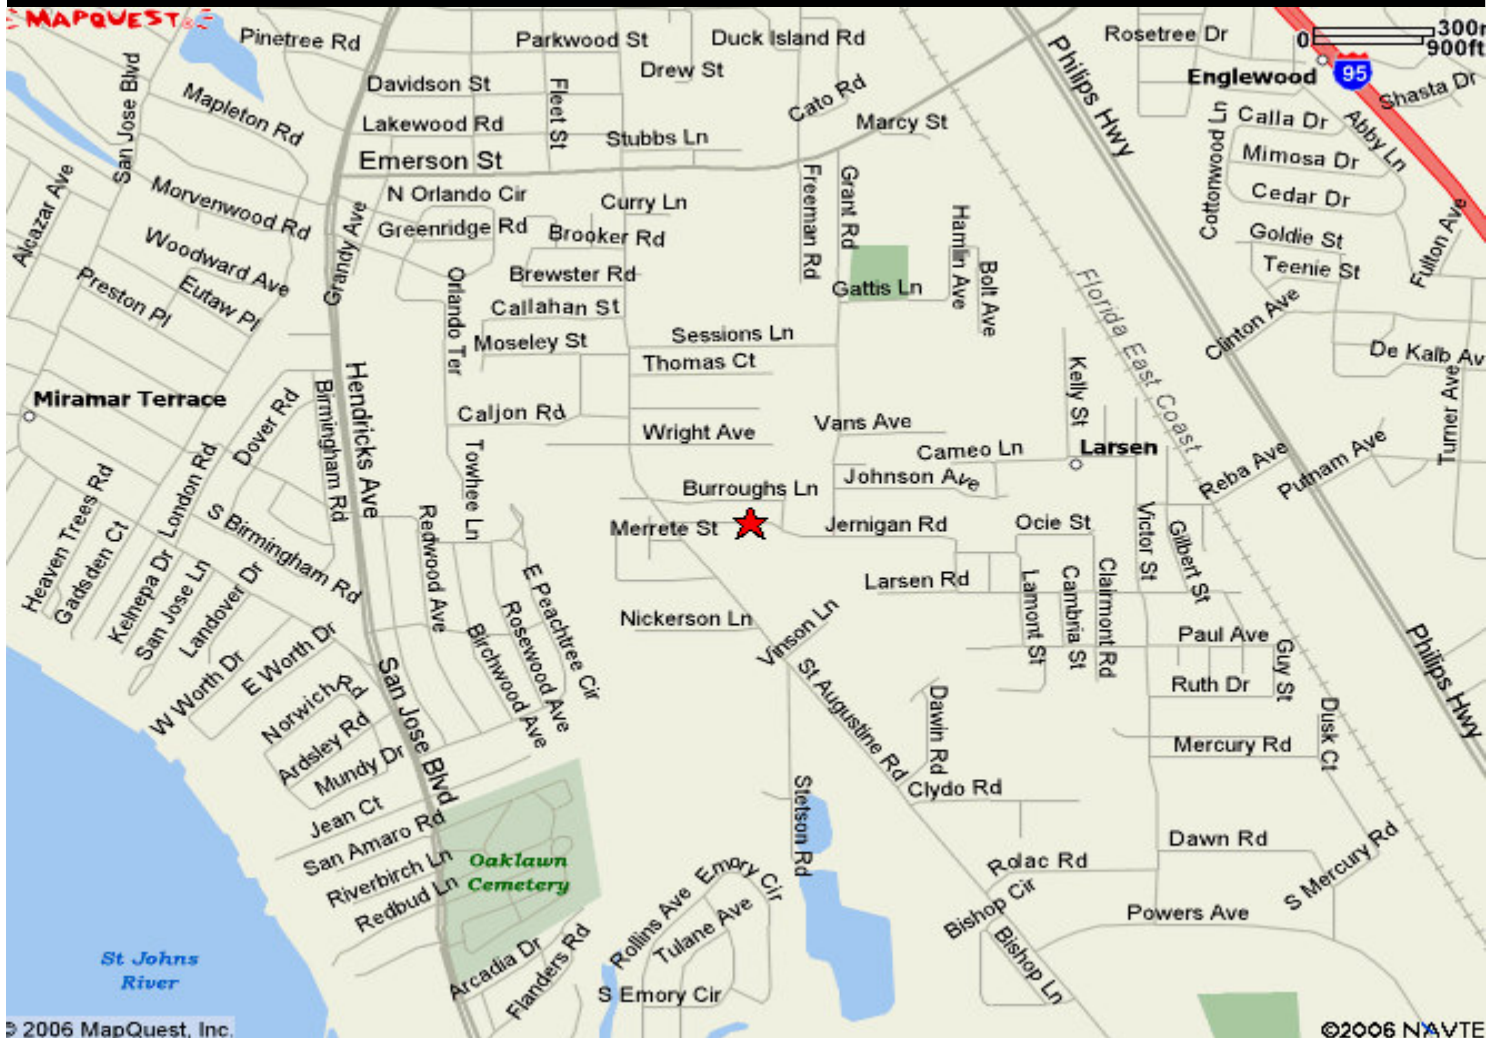 MAPQUEST
Pinetree Rd
Parkwood St
Duck Island Rd
Rosetree Dr
300m
0
900ft
San Jose Blvd
Davidson St
Drew St
Philips Hwy
Englewood
95
Shasta Dr
Mapleton Rd
Fleet St
Cato Rd
Lakewood Rd
Stubbs Ln
Marcy St
Cottonwood Ln
Calla Dr
Abby Ln
Emerson St
Mimosa Dr
Alcazar Ave
Morvenwood Rd
N Orlando Cir
Curry Ln
Freeman Rd
Grant Rd
Cedar Dr
Grandy Ave
Greenridge Rd
Brooker Rd
Hamlin Ave
Goldie St
Fulton Ave
Woodward Ave
Teenie St
Preston Pl
Eutaw Pl
Orlando Ter
Brewster Rd
Gattis Ln
Bolt Ave
Florida East Coast
Callahan St
Clinton Ave
Moseley St
Sessions Ln
Thomas Ct
De Kalb Av
Kelly St
Turner Ave
Miramar Terrace
Dover Rd
Birmingham Rd
Hendricks Ave
Caljon Rd
Vans Ave
Wright Ave
Cameo Ln
Larsen
Reba Ave
Putnam Ave
London Rd
Towhee Ln
Burroughs Ln
Johnson Ave
Heaven Trees Rd
Gadsden Ct
S Birmingham Rd
Redwood Ave
Merrete St
Jernigan Rd
Ocie St
Victor St
Gilbert St
Kelnepa Dr
San Jose Ln
Landover Dr
E Peachtree Cir
Larsen Rd
Lamont St
Cambria St
Clairmont Rd
Rosewood Ave
Birchwood Ave
Nickerson Ln
Vinson Ln
Paul Ave
Guy St
Philips Hwy
W Worth Dr
E Worth Dr
San Jose Blvd
St Augustine Rd
Ruth Dr
Norwich Rd
Dawin Rd
Dusk Ct
Ardsley Rd
Mercury Rd
Mundy Dr
Stetson Rd
Clydo Rd
Jean Ct
San Amaro Rd
Dawn Rd
S Mercury Rd
Riverbirch Ln
Oaklawn
Cemetery
Emory Cir
Rolac Rd
Redbud Ln
Rollins Ave
Tulane Ave
Bishop Cir
Powers Ave
St Johns
River
Arcadia Dr
Flanders Rd
S Emory Cir
Bishop Ln
© 2006 MapQuest, Inc.
©2006 NAVTE